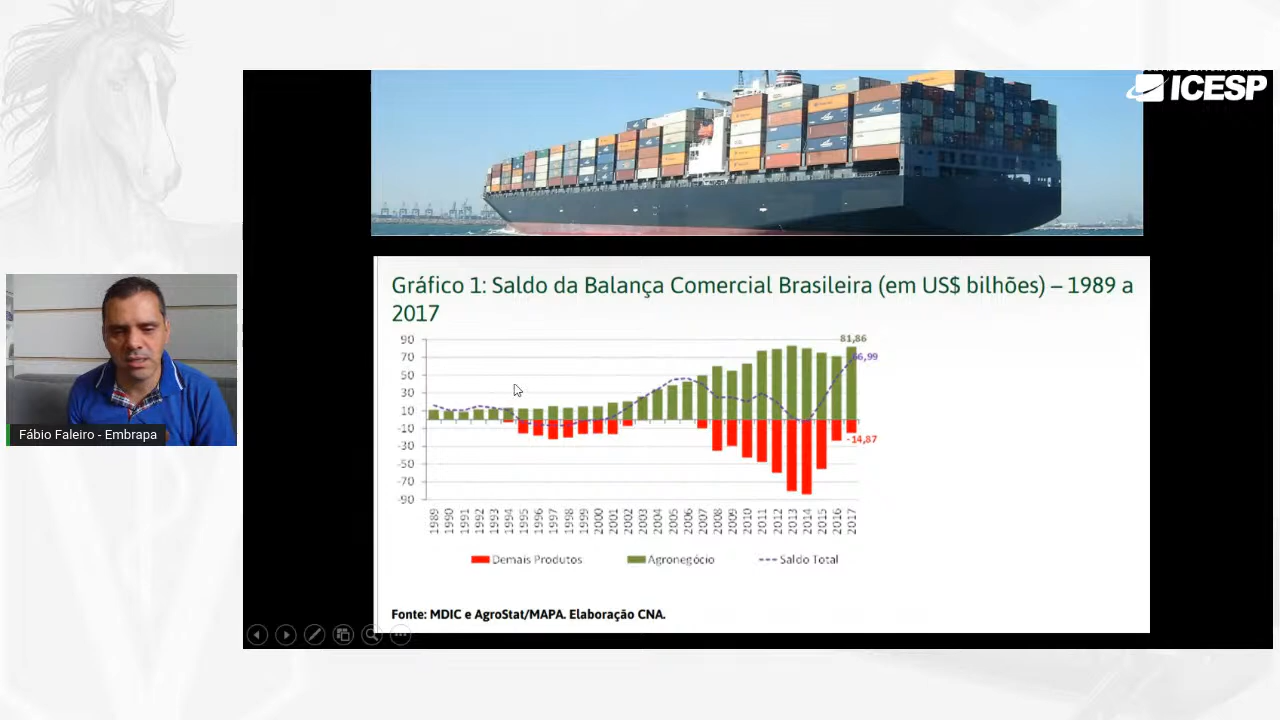 ICESP
Gráfico 1: Saldo da Balança Comercial Brasileira (em US$ bilhões) – 1989 a
2017
90
70
50
30
10
-10
-30
-50
-70
-90
81,86
66,99
-14,87
1989 1990 1991 1992 1993 1994 1995 1996 1997 1998 1999 2000 2001 2002 2003 2004 2005 2006 2007 2008 2009 2010 2011 2012 2013 2014 2015 2016 2017
Demais Produtos Agronegócio Saldo Total
Fonte: MDIC e AgroStat/MAPA. Elaboração CNA.
Fábio Faleiro - Embrapa